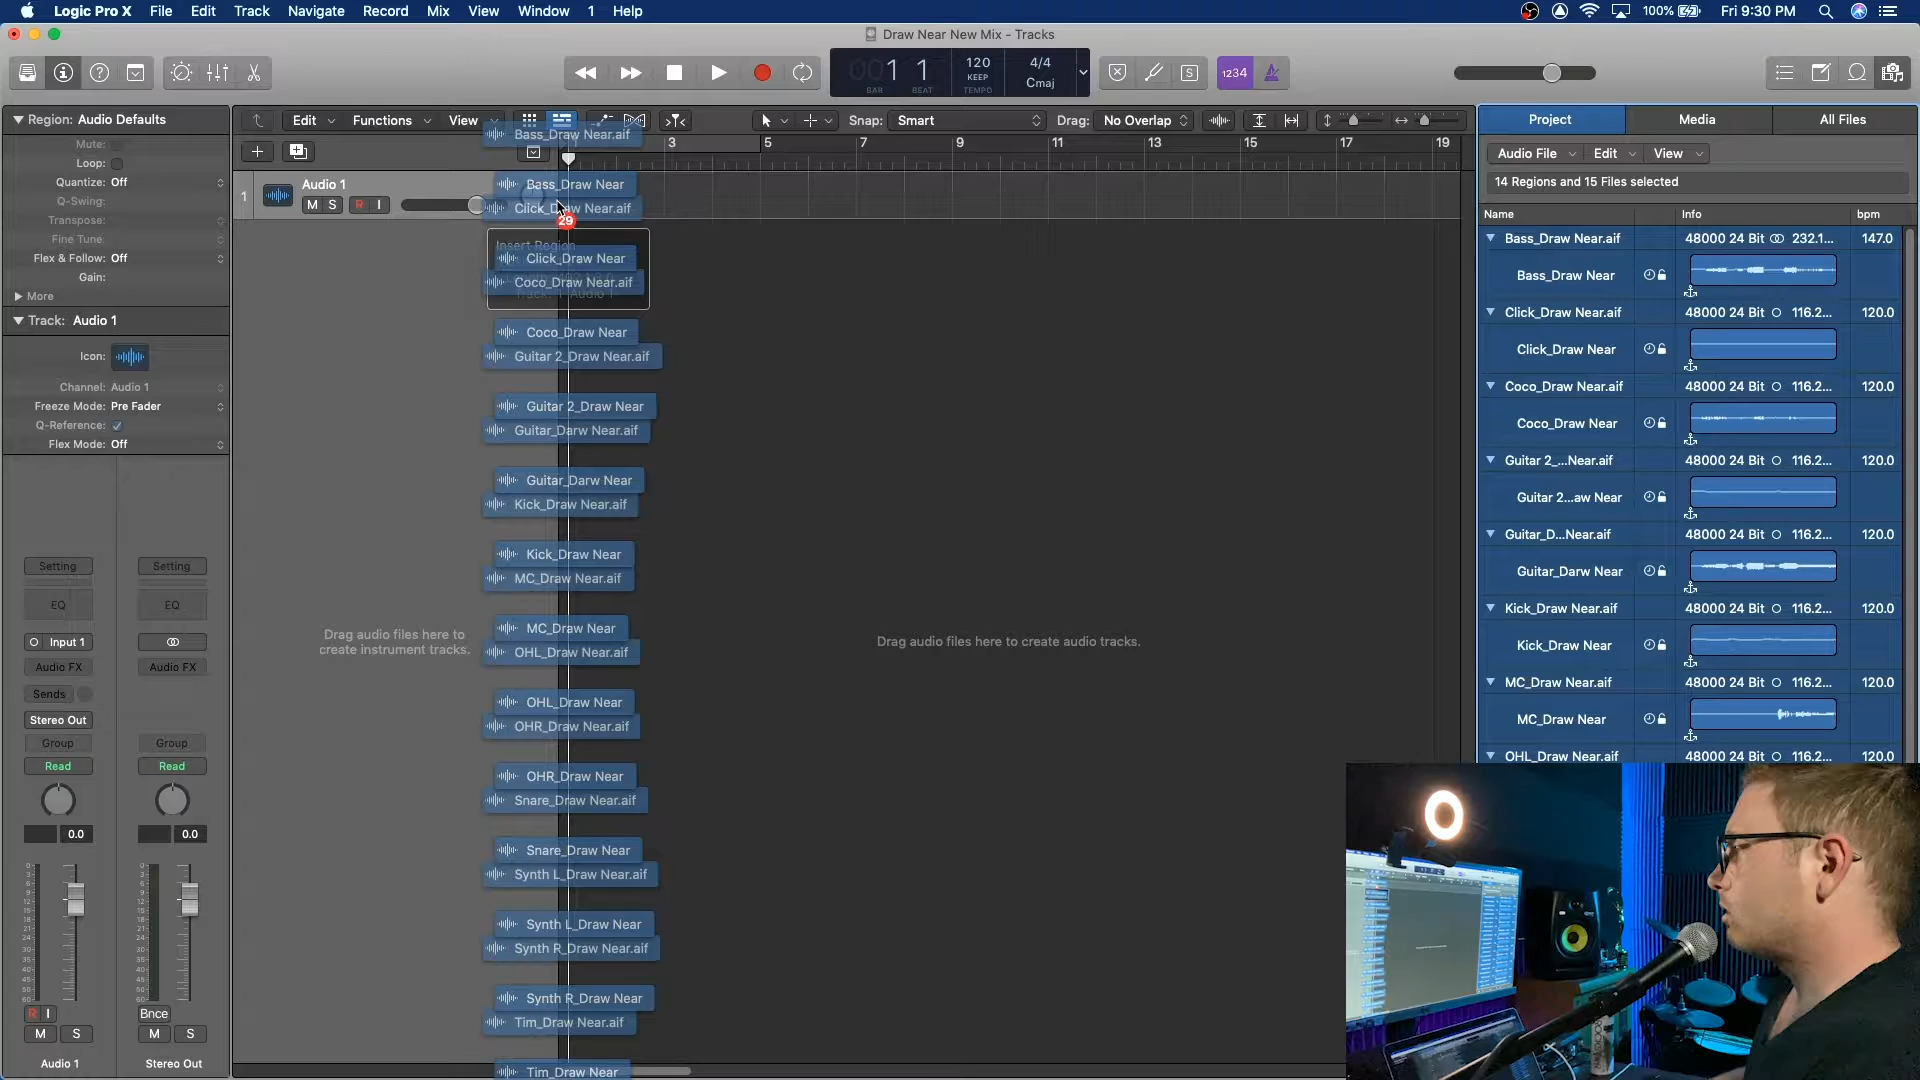 Logic Pro X File Edit Track Navigate Record Mix View Window 1 Help 100% Fri 9:30 PM
Draw Near New Mix - Tracks
1 1 BAR BEAT 120 KEEP TEMPO 4/4 Cmaj S 1234
Region: Audio Defaults
Mute:
Loop:
Quantize: Off
Q-Swing:
Transpose:
Fine Tune:
Flex & Follow: Off
Gain:
More
Track: Audio 1
Icon:
Channel: Audio 1
Freeze Mode: Pre Fader
Q-Reference:
Flex Mode: Off
Setting Setting
EQ EQ
Input 1
Audio FX Audio FX
Sends
Stereo Out
Group Group
Read Read
0.0 0.0
R I Bnce
M S M S
Audio 1 Stereo Out
Edit Functions View Snap: Smart Drag: No Overlap
3 5 7 9 11 13 15 17 19
1 Audio 1
M S R I
Insert Region
29
Bass_Draw Near.aif
Bass_Draw Near
Click_Draw Near.aif
Click_Draw Near
Coco_Draw Near.aif
Coco_Draw Near
Guitar 2_Draw Near.aif
Guitar 2_Draw Near
Guitar_Darw Near.aif
Guitar_Darw Near
Kick_Draw Near.aif
Kick_Draw Near
MC_Draw Near.aif
MC_Draw Near
OHL_Draw Near.aif
OHL_Draw Near
OHR_Draw Near.aif
OHR_Draw Near
Snare_Draw Near.aif
Snare_Draw Near
Synth L_Draw Near.aif
Synth L_Draw Near
Synth R_Draw Near.aif
Synth R_Draw Near
Tim_Draw Near.aif
Tim_Draw Near
Drag audio files here to
create instrument tracks.
Drag audio files here to create audio tracks.
Project Media All Files
Audio File Edit View
14 Regions and 15 Files selected
Name Info bpm
Bass_Draw Near.aif 48000 24 Bit 232.1... 147.0
Bass_Draw Near
Click_Draw Near.aif 48000 24 Bit 116.2... 120.0
Click_Draw Near
Coco_Draw Near.aif 48000 24 Bit 116.2... 120.0
Coco_Draw Near
Guitar 2_...Near.aif 48000 24 Bit 116.2... 120.0
Guitar 2...aw Near
Guitar_D...Near.aif 48000 24 Bit 116.2... 120.0
Guitar_Darw Near
Kick_Draw Near.aif 48000 24 Bit 116.2... 120.0
Kick_Draw Near
MC_Draw Near.aif 48000 24 Bit 116.2... 120.0
MC_Draw Near
OHL_Draw Near.aif 48000 24 Bit 116.2... 120.0